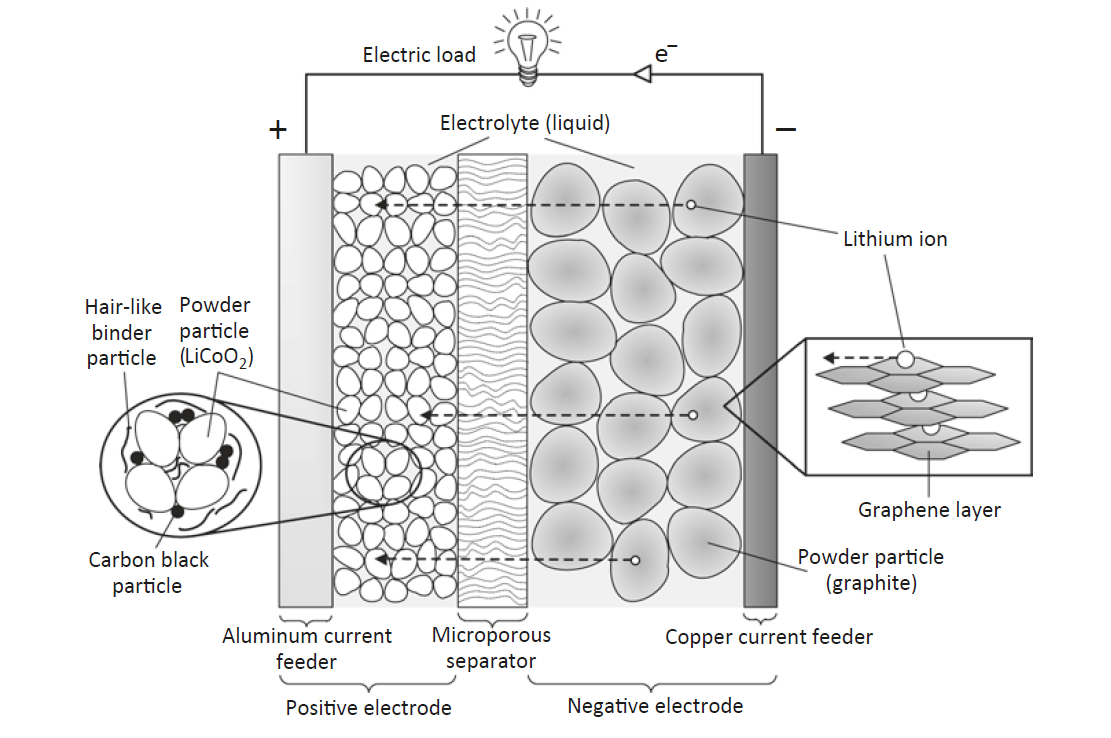 Electric load
e⁻
+
Electrolyte (liquid)
−
Lithium ion
Hair-like
binder
particle
Powder
particle
(LiCoO₂)
Graphene layer
Carbon black
particle
Powder particle
(graphite)
Aluminum current
feeder
Microporous
separator
Copper current feeder
Positive electrode
Negative electrode